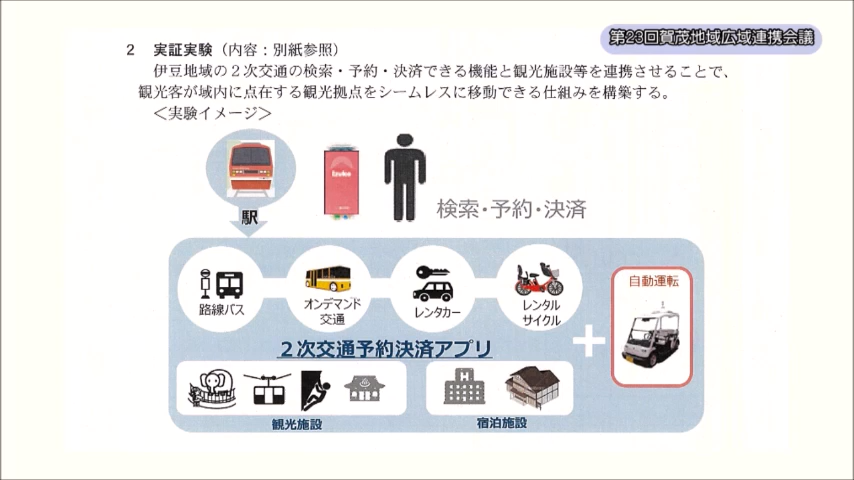 第23回賀茂地域広域連携会議
２ 実証実験（内容：別紙参照）
伊豆地域の２次交通の検索・予約・決済できる機能と観光施設等を連携させることで、
観光客が域内に点在する観光拠点をシームレスに移動できる仕組みを構築する。
＜実験イメージ＞
駅
Izuko
検索・予約・決済
路線バス
オンデマンド
交通
レンタカー
レンタル
サイクル
自動運転
２次交通予約決済アプリ
H
観光施設
宿泊施設